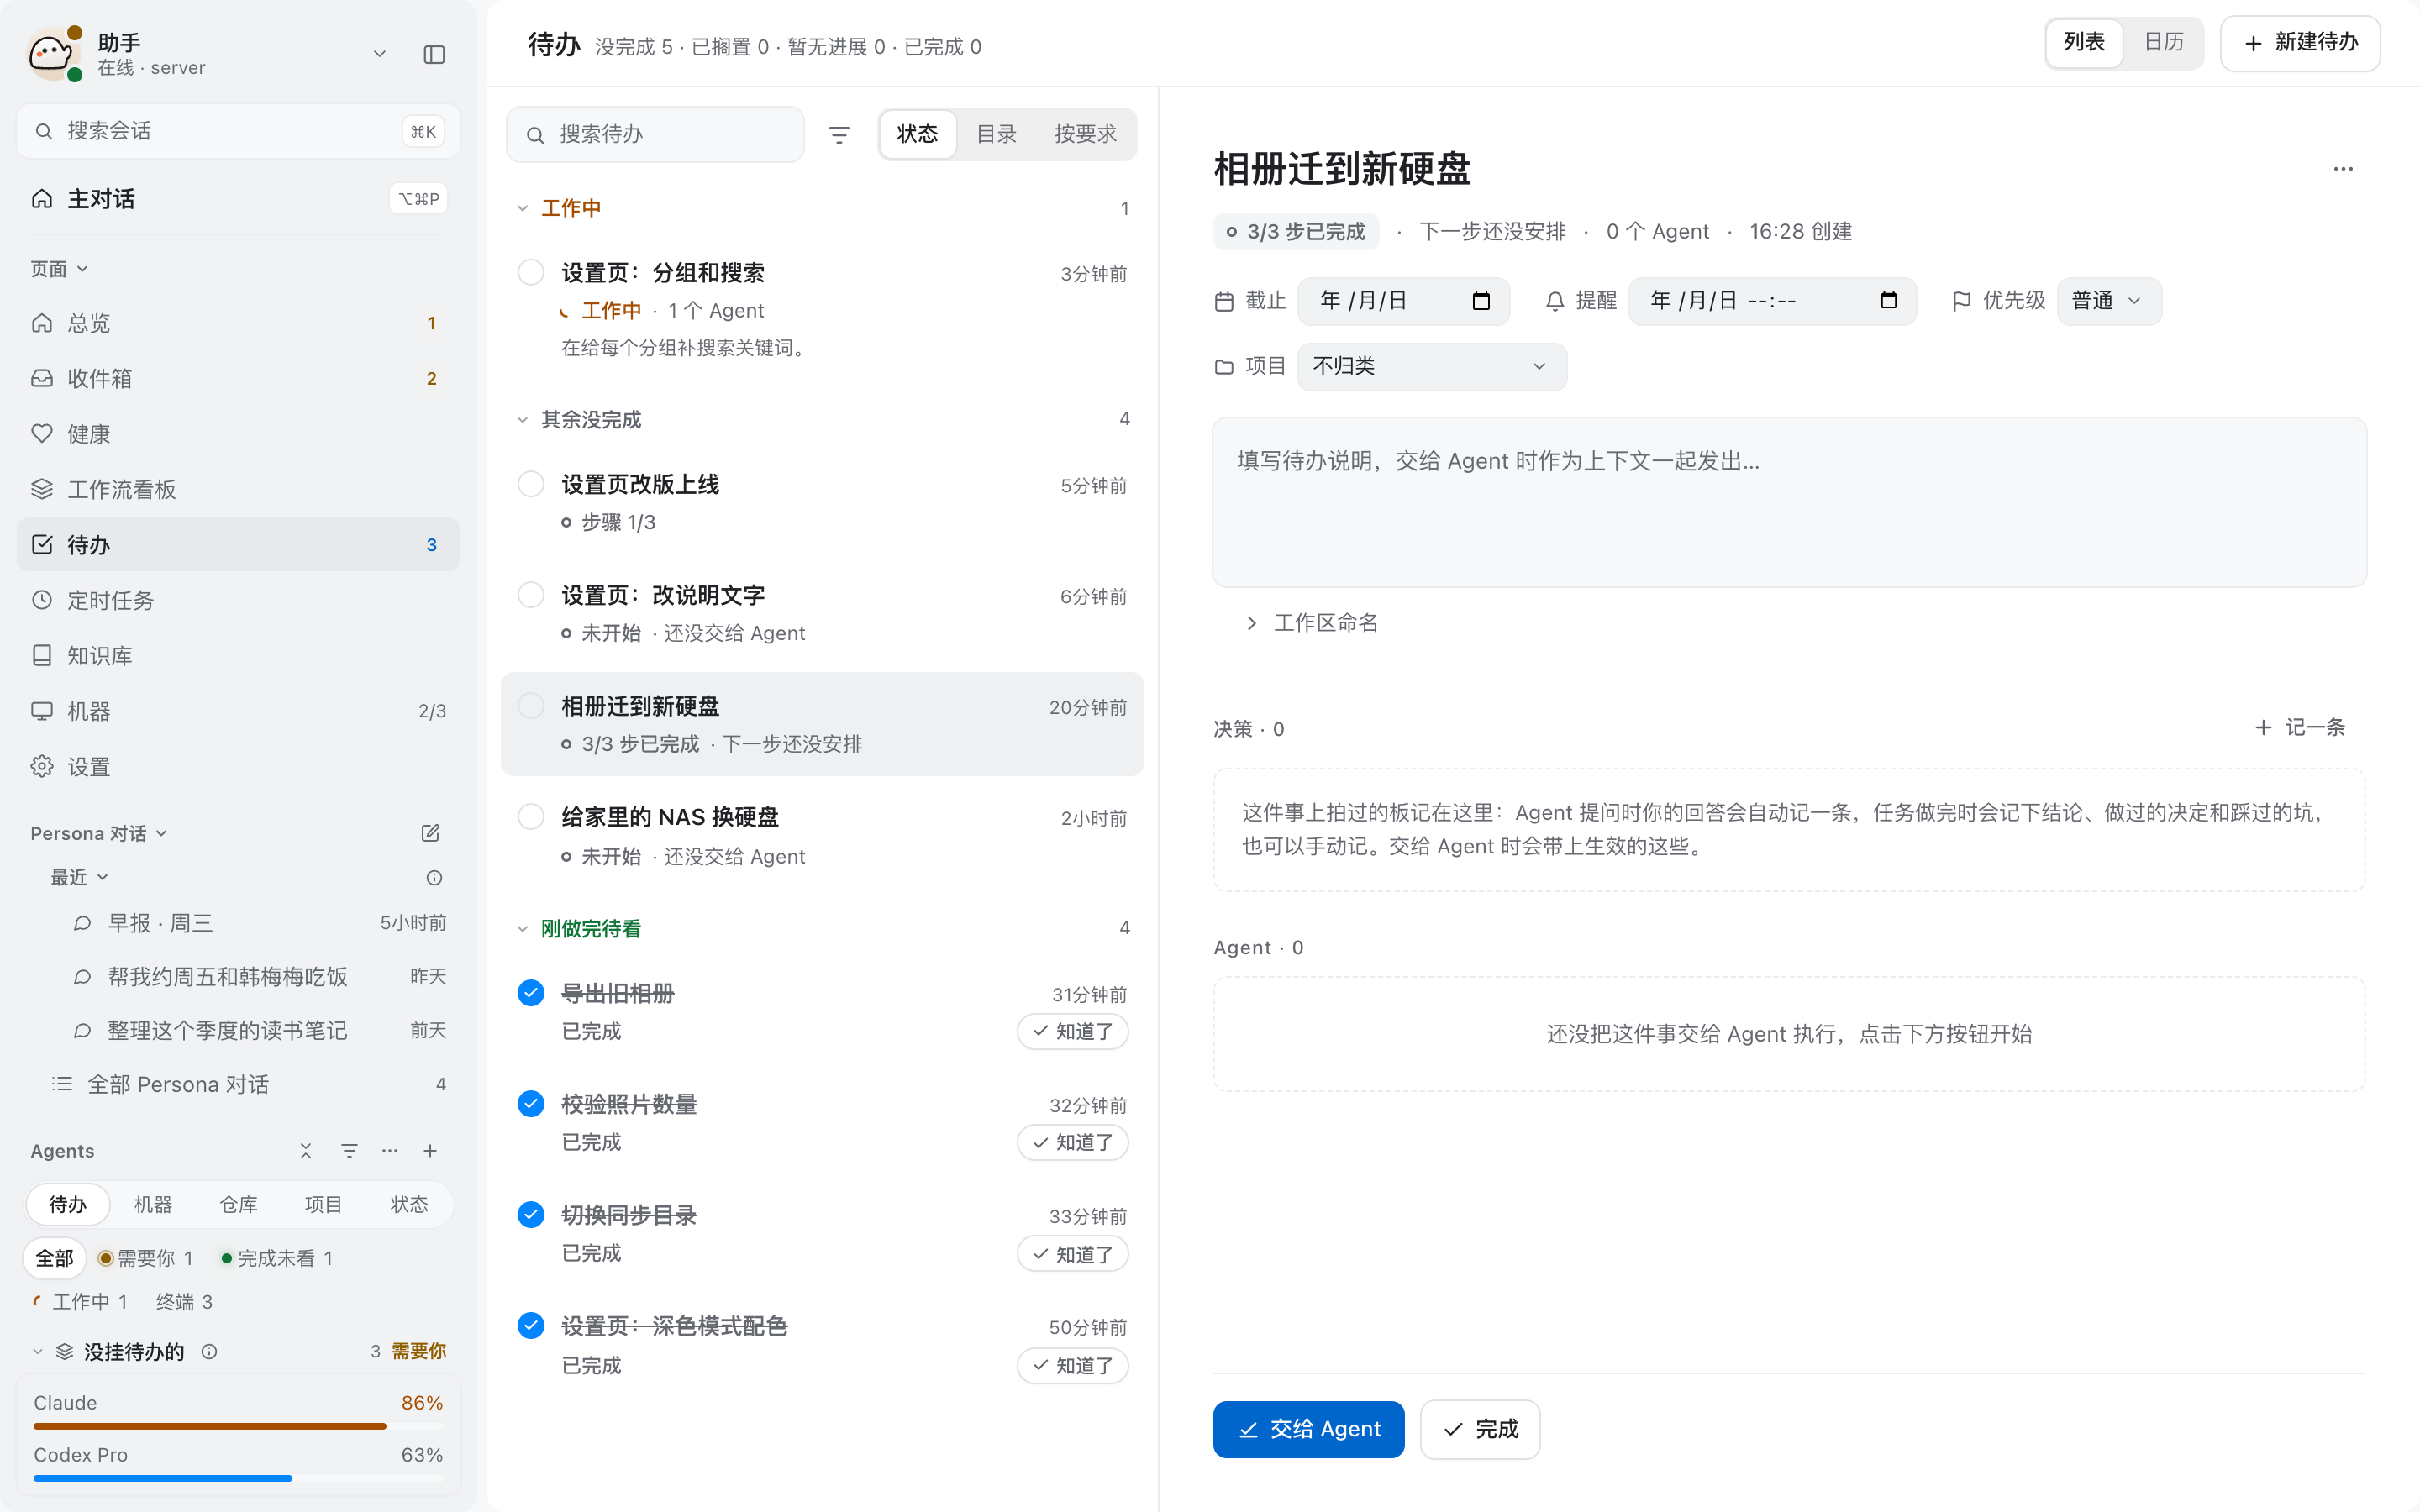 助手
在线 · server
搜索会话 ⌘K
主对话 ⌥⌘P
页面
总览 1
收件箱 2
健康
工作流看板
待办 3
定时任务
知识库
机器 2/3
设置
Persona 对话
最近
早报 · 周三 5小时前
帮我约周五和韩梅梅吃饭 昨天
整理这个季度的读书笔记 前天
全部 Persona 对话 4
Agents
待办 机器 仓库 项目 状态
全部 需要你 1 完成未看 1
工作中 1 终端 3
没挂待办的 3 需要你
Claude 86%
Codex Pro 63%
待办 没完成 5 · 已搁置 0 · 暂无进展 0 · 已完成 0
列表 日历 新建待办
搜索待办 状态 目录 按要求
工作中 1
设置页：分组和搜索 3分钟前
工作中 · 1 个 Agent
在给每个分组补搜索关键词。
其余没完成 4
设置页改版上线 5分钟前
步骤 1/3
设置页：改说明文字 6分钟前
未开始 · 还没交给 Agent
相册迁到新硬盘 20分钟前
3/3 步已完成 · 下一步还没安排
给家里的 NAS 换硬盘 2小时前
未开始 · 还没交给 Agent
刚做完待看 4
导出旧相册 31分钟前
已完成 知道了
校验照片数量 32分钟前
已完成 知道了
切换同步目录 33分钟前
已完成 知道了
设置页：深色模式配色 50分钟前
已完成 知道了
相册迁到新硬盘
3/3 步已完成 · 下一步还没安排 · 0 个 Agent · 16:28 创建
截止 年 /月/日 提醒 年 /月/日 --:-- 优先级 普通
项目 不归类
填写待办说明，交给 Agent 时作为上下文一起发出...
工作区命名
决策 · 0 记一条
这件事上拍过的板记在这里：Agent 提问时你的回答会自动记一条，任务做完时会记下结论、做过的决定和踩过的坑，
也可以手动记。交给 Agent 时会带上生效的这些。
Agent · 0
还没把这件事交给 Agent 执行，点击下方按钮开始
交给 Agent 完成